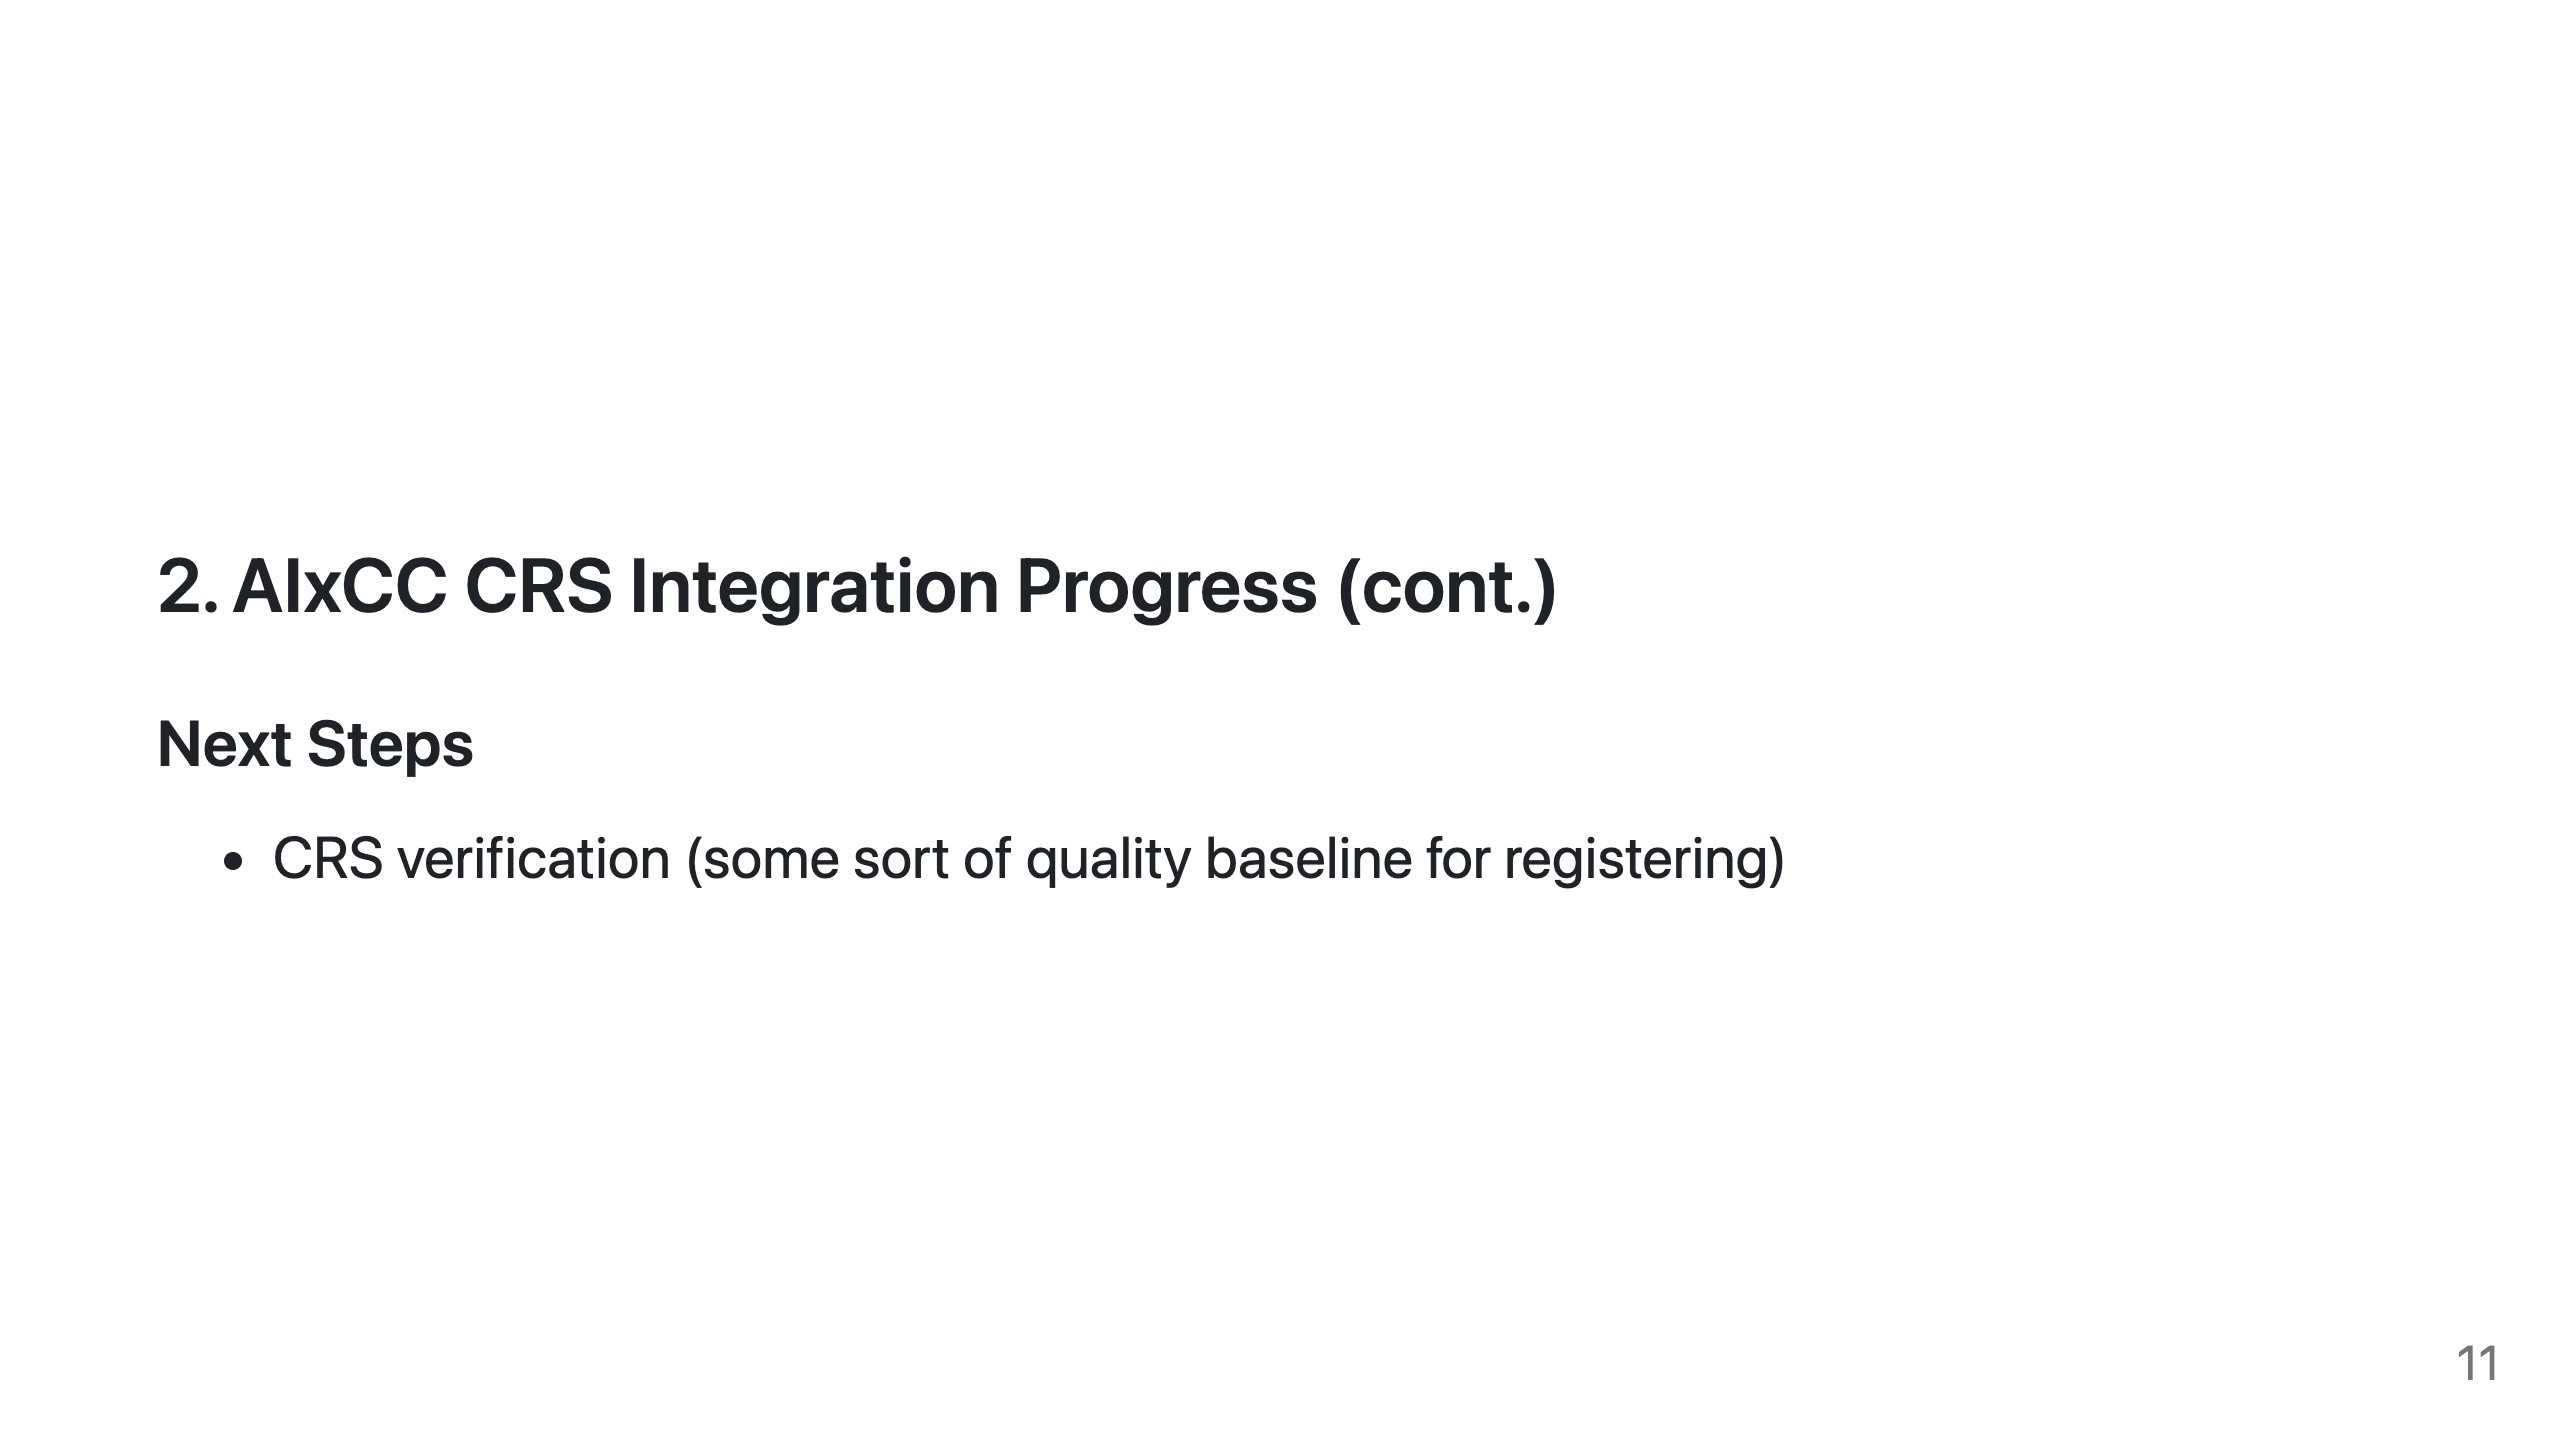 2. AIxCC CRS Integration Progress (cont.)
Next Steps
• CRS verification (some sort of quality baseline for registering)
11